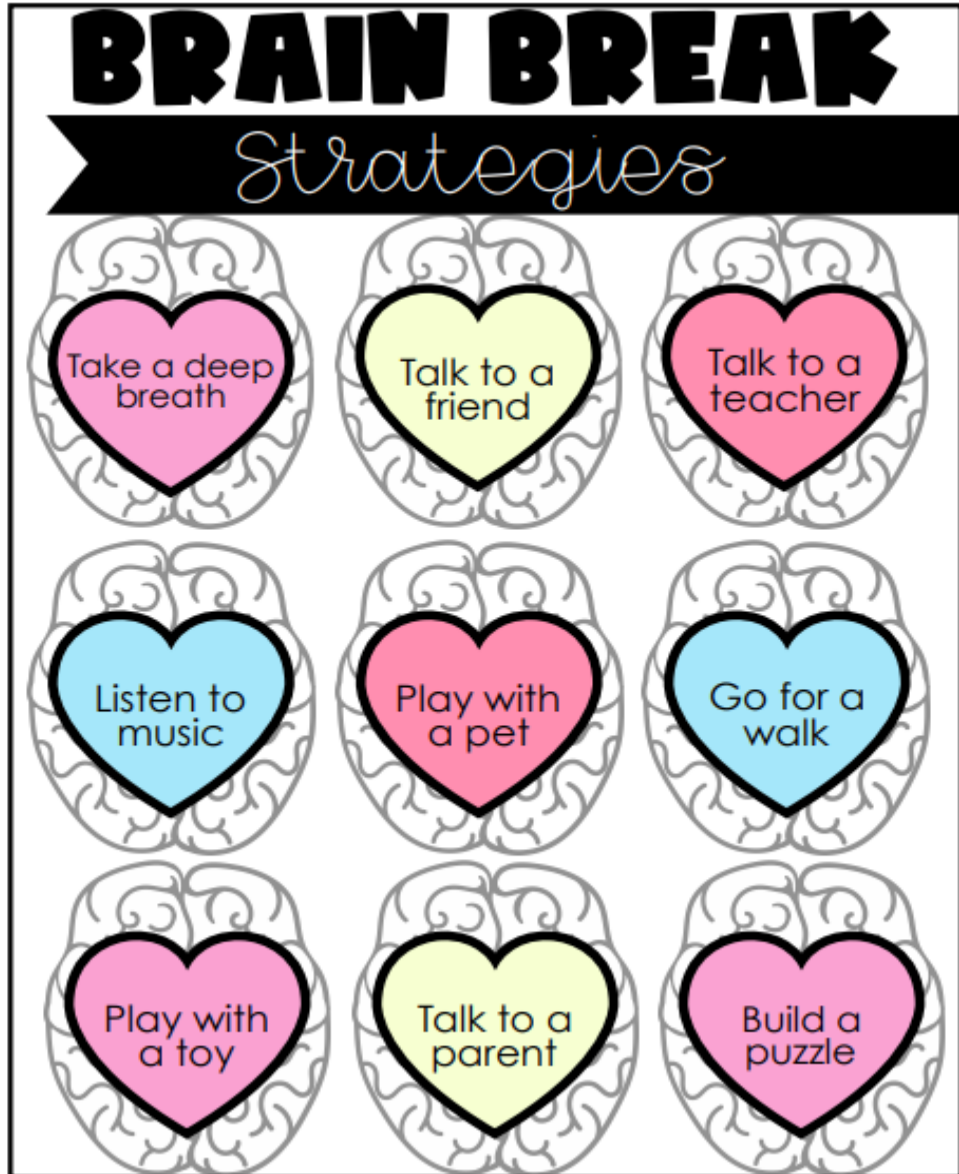 BRAIN BREAK
Strategies
Take a deep
breath
Talk to a
friend
Talk to a
teacher
Listen to
music
Play with
a pet
Go for a
walk
Play with
a toy
Talk to a
parent
Build a
puzzle